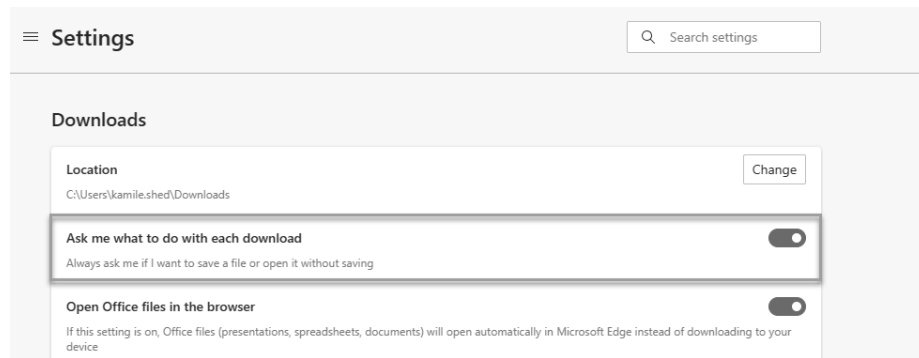 Settings
Search settings
Downloads
Location
Change
C:\Users\kamile.shed\Downloads
Ask me what to do with each download
Always ask me if I want to save a file or open it without saving
Open Office files in the browser
If this setting is on, Office files (presentations, spreadsheets, documents) will open automatically in Microsoft Edge instead of downloading to your
device